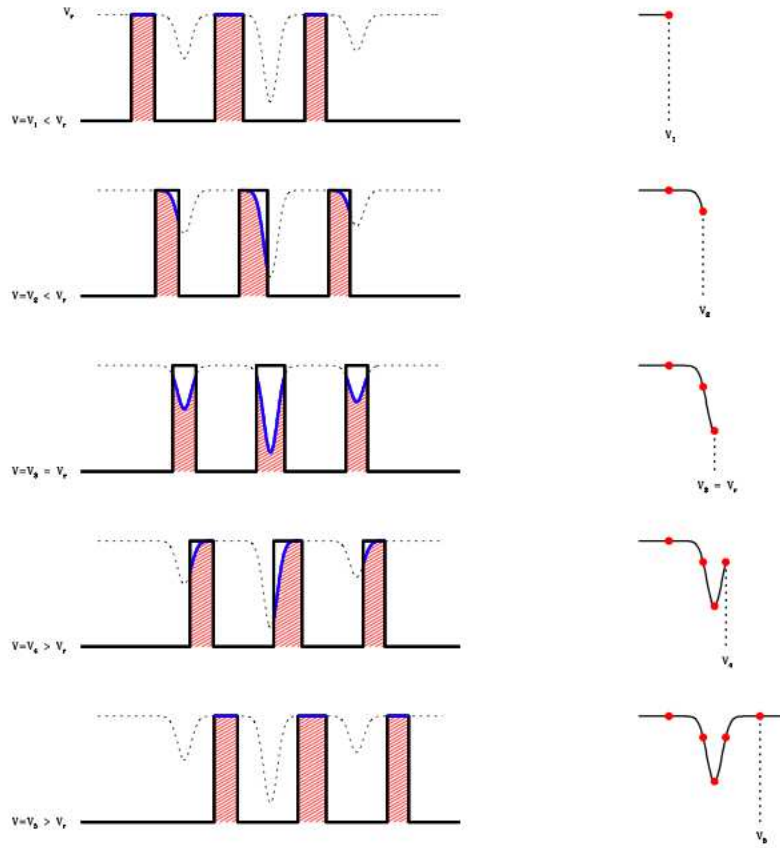 V_r
V=V_1 < V_r
V_1
V=V_2 < V_r
V_2
V=V_3 = V_r
V_3 = V_r
V=V_4 > V_r
V_4
V=V_5 > V_r
V_5